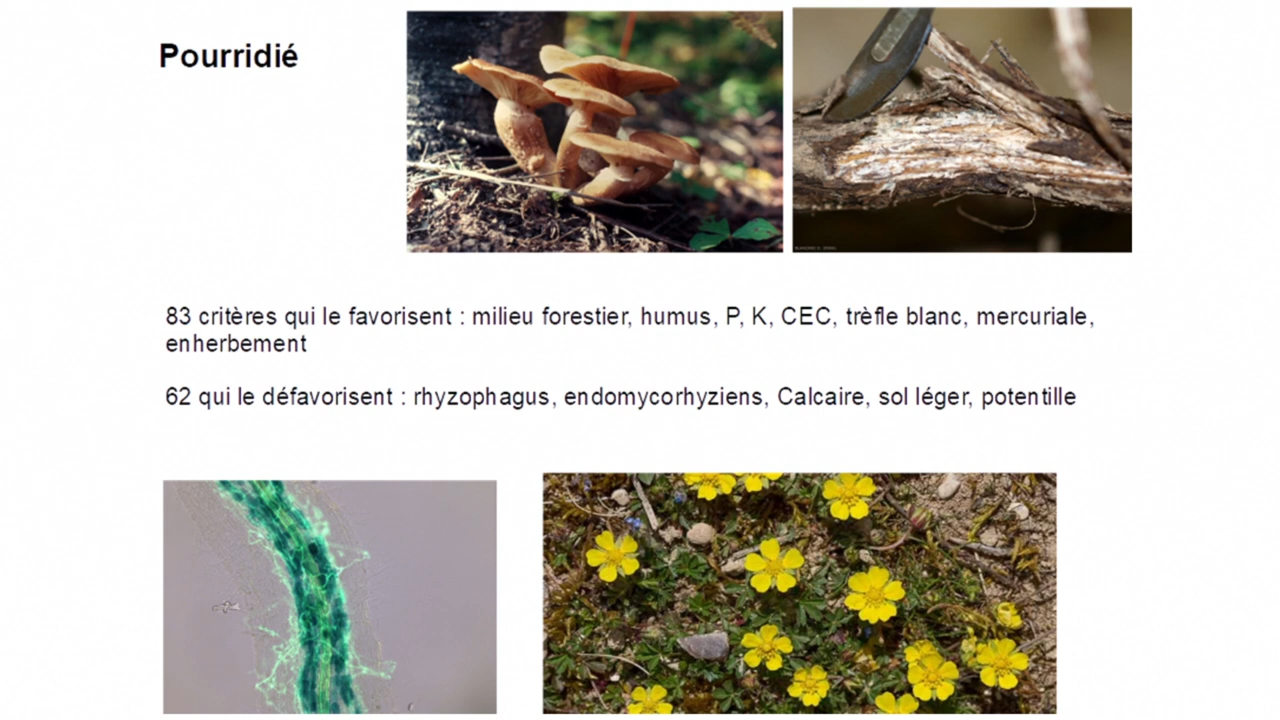 Pourridié
83 critères qui le favorisent : milieu forestier, humus, P, K, CEC, trèfle blanc, mercuriale,
enherbement
62 qui le défavorisent : rhyzophagus, endomycorhyziens, Calcaire, sol léger, potentille